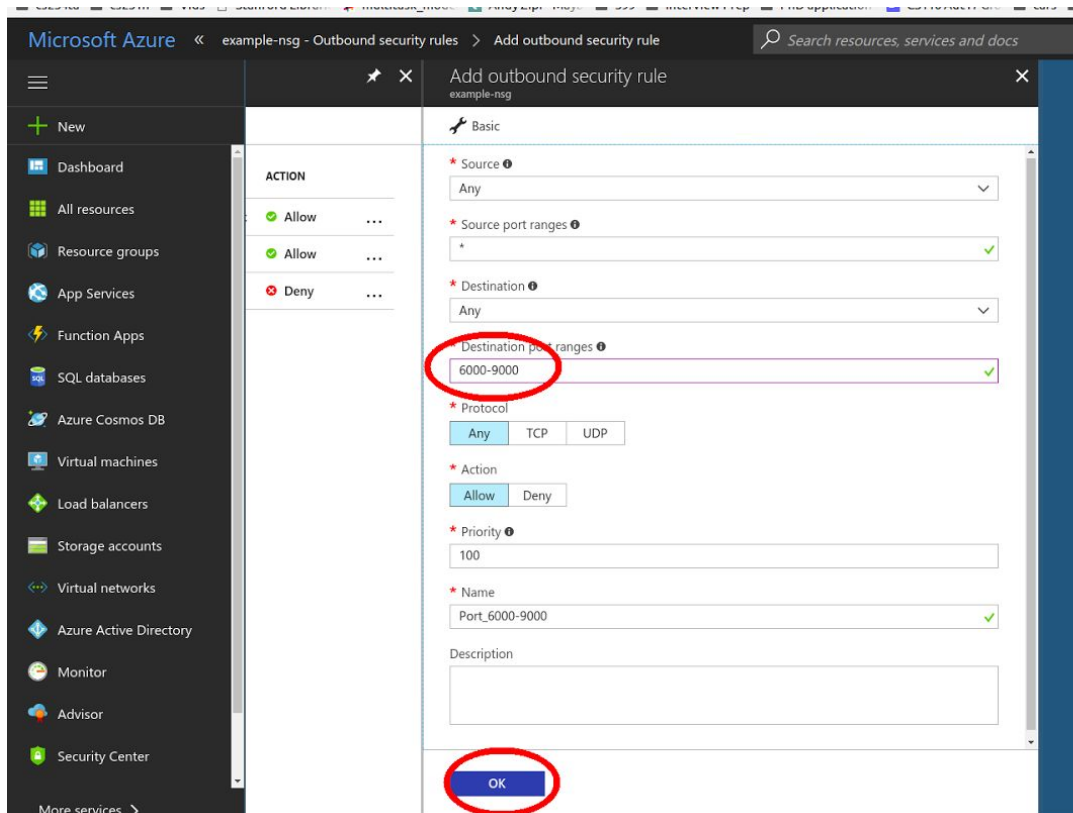 Microsoft Azure « example-nsg - Outbound security rules > Add outbound security rule
Search resources, services and docs
Add outbound security rule
example-nsg
New
Basic
Dashboard
All resources
Resource groups
App Services
Function Apps
SQL databases
Azure Cosmos DB
Virtual machines
Load balancers
Storage accounts
Virtual networks
Azure Active Directory
Monitor
Advisor
Security Center
More services >
ACTION
Allow ...
Allow ...
Deny ...
* Source
Any
* Source port ranges
*
* Destination
Any
* Destination port ranges
6000-9000
* Protocol
Any TCP UDP
* Action
Allow Deny
* Priority
100
* Name
Port_6000-9000
Description
OK